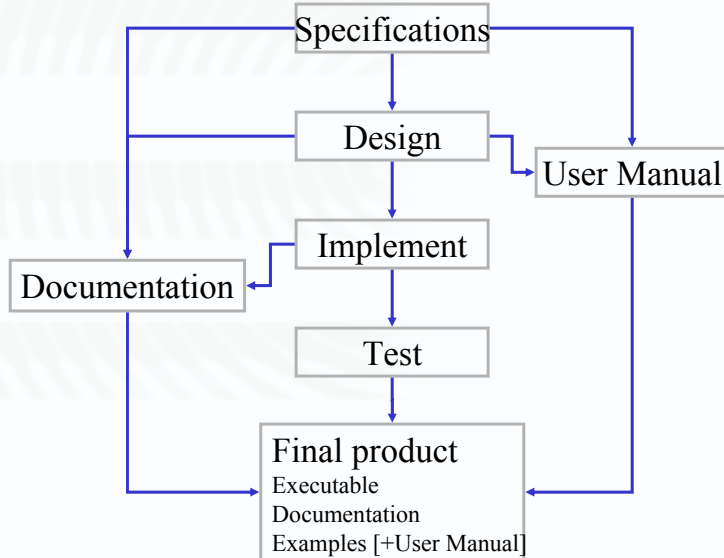 Specifications
Design
User Manual
Implement
Documentation
Test
Final product
Executable
Documentation
Examples [+User Manual]